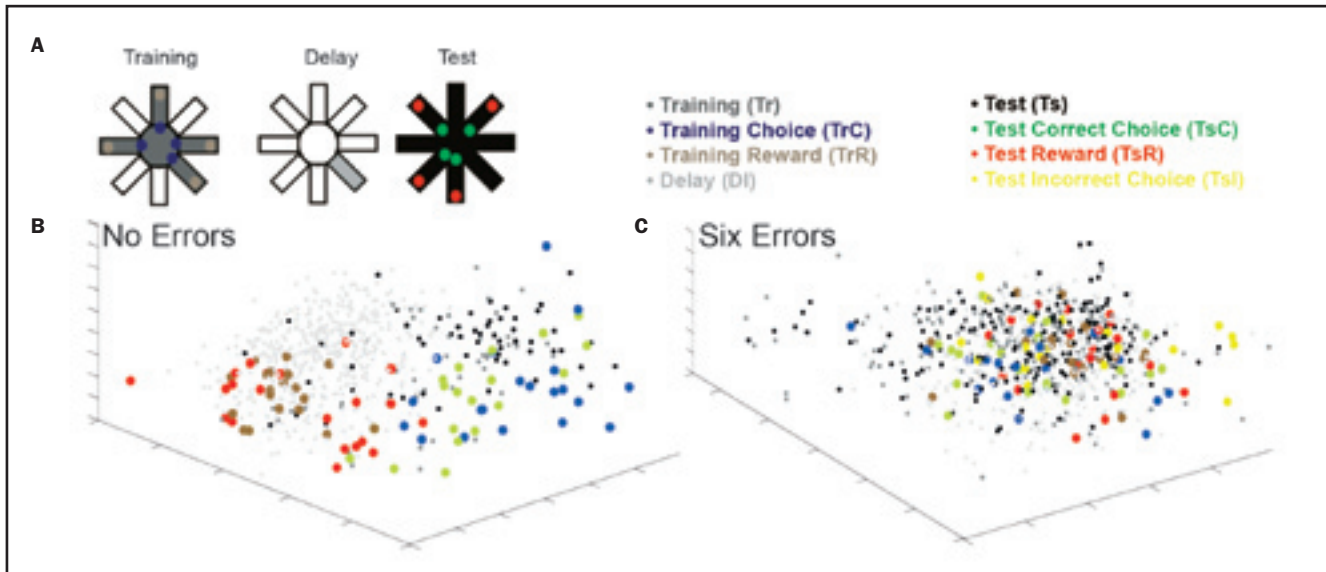 A
Training Delay Test
• Training (Tr)
• Training Choice (TrC)
• Training Reward (TrR)
• Delay (Dl)
• Test (Ts)
• Test Correct Choice (TsC)
• Test Reward (TsR)
• Test Incorrect Choice (TsI)
B No Errors
C Six Errors